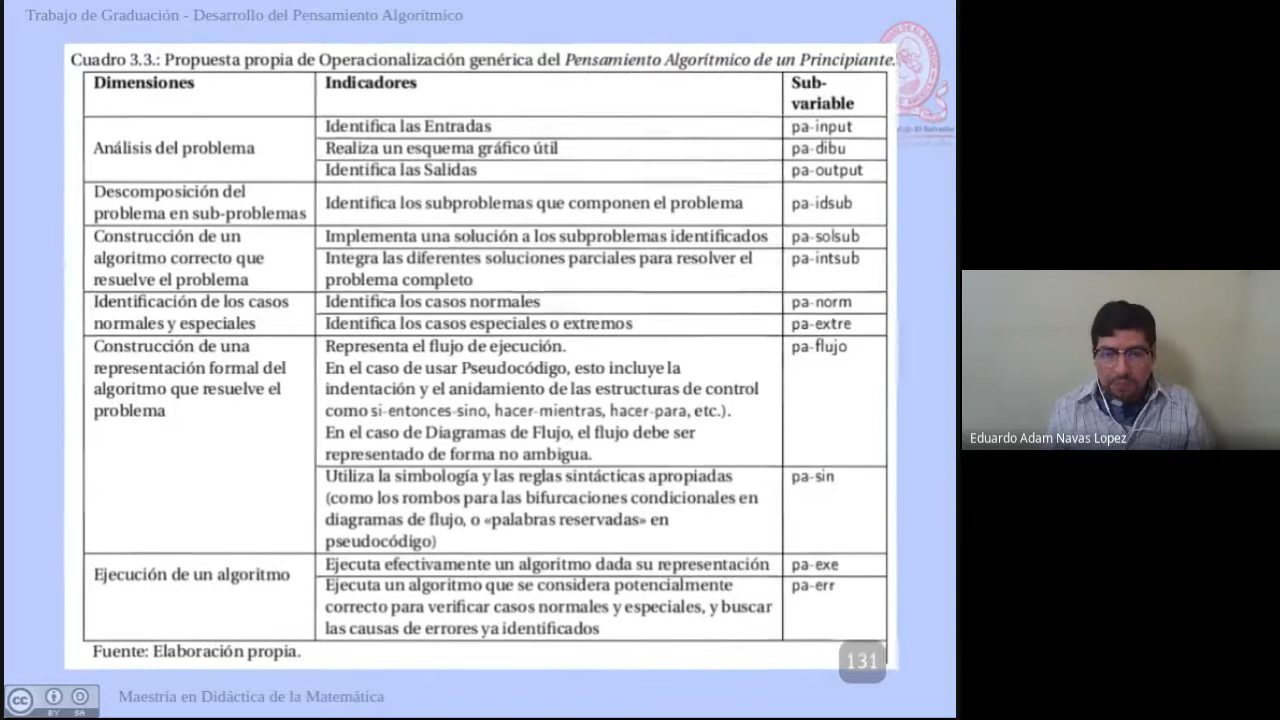 Trabajo de Graduación - Desarrollo del Pensamiento Algorítmico
Cuadro 3.3.: Propuesta propia de Operacionalización genérica del Pensamiento Algorítmico de un Principiante.
Dimensiones
Indicadores
Sub-
variable
Análisis del problema
Identifica las Entradas
pa-input
Realiza un esquema gráfico útil
pa-dibu
Identifica las Salidas
pa-output
Descomposición del
problema en sub-problemas
Identifica los subproblemas que componen el problema
pa-idsub
Construcción de un
algoritmo correcto que
resuelve el problema
Implementa una solución a los subproblemas identificados
pa-solsub
Integra las diferentes soluciones parciales para resolver el
problema completo
pa-intsub
Identificación de los casos
normales y especiales
Identifica los casos normales
pa-norm
Identifica los casos especiales o extremos
pa-extre
Construcción de una
representación formal del
algoritmo que resuelve el
problema
Representa el flujo de ejecución.
En el caso de usar Pseudocódigo, esto incluye la
indentación y el anidamiento de las estructuras de control
como si-entonces-sino, hacer-mientras, hacer-para, etc.).
En el caso de Diagramas de Flujo, el flujo debe ser
representado de forma no ambigua.
pa-flujo
Utiliza la simbología y las reglas sintácticas apropiadas
(como los rombos para las bifurcaciones condicionales en
diagramas de flujo, o «palabras reservadas» en
pseudocódigo)
pa-sin
Ejecución de un algoritmo
Ejecuta efectivamente un algoritmo dada su representación
pa-exe
Ejecuta un algoritmo que se considera potencialmente
correcto para verificar casos normales y especiales, y buscar
las causas de errores ya identificados
pa-err
Fuente: Elaboración propia.
131
cc
BY SA
Maestría en Didáctica de la Matemática
Eduardo Adam Navas Lopez